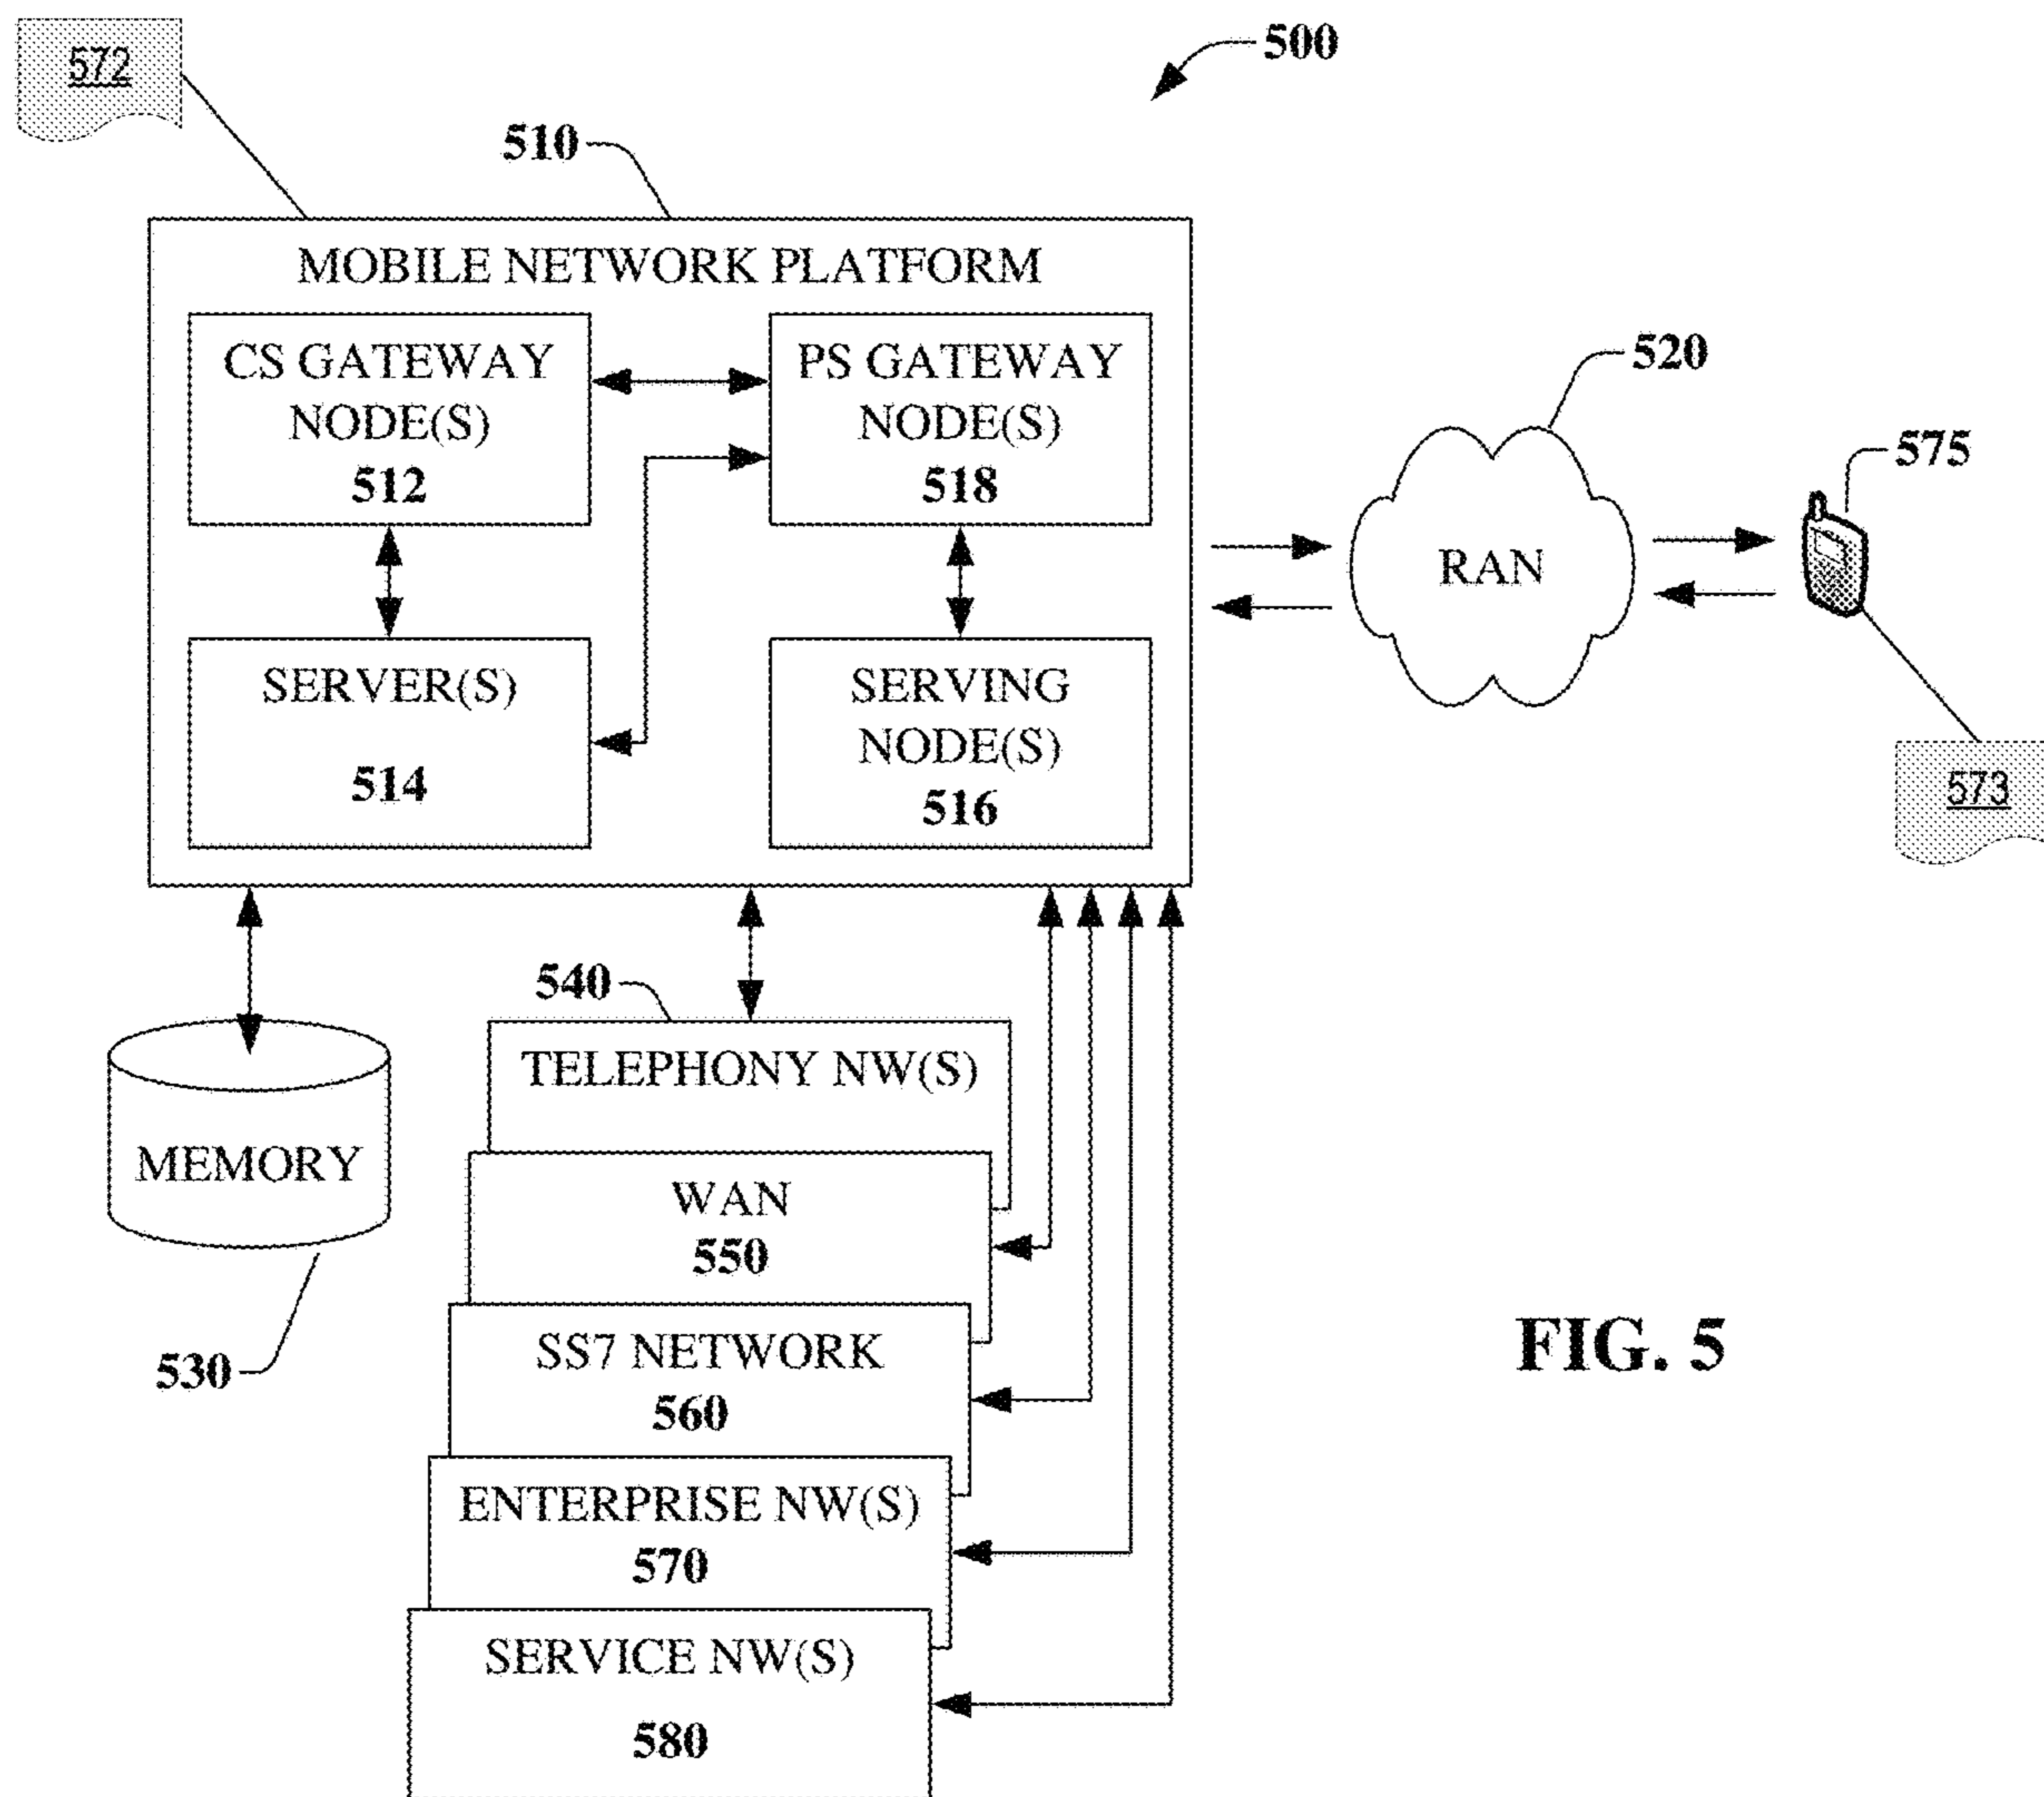 572
500
510
MOBILE NETWORK PLATFORM
CS GATEWAY
NODE(S)
512
PS GATEWAY
NODE(S)
518
SERVER(S)
514
SERVING
NODE(S)
516
520
RAN
575
573
540
TELEPHONY NW(S)
MEMORY
530
WAN
550
SS7 NETWORK
560
ENTERPRISE NW(S)
570
SERVICE NW(S)
580
FIG. 5